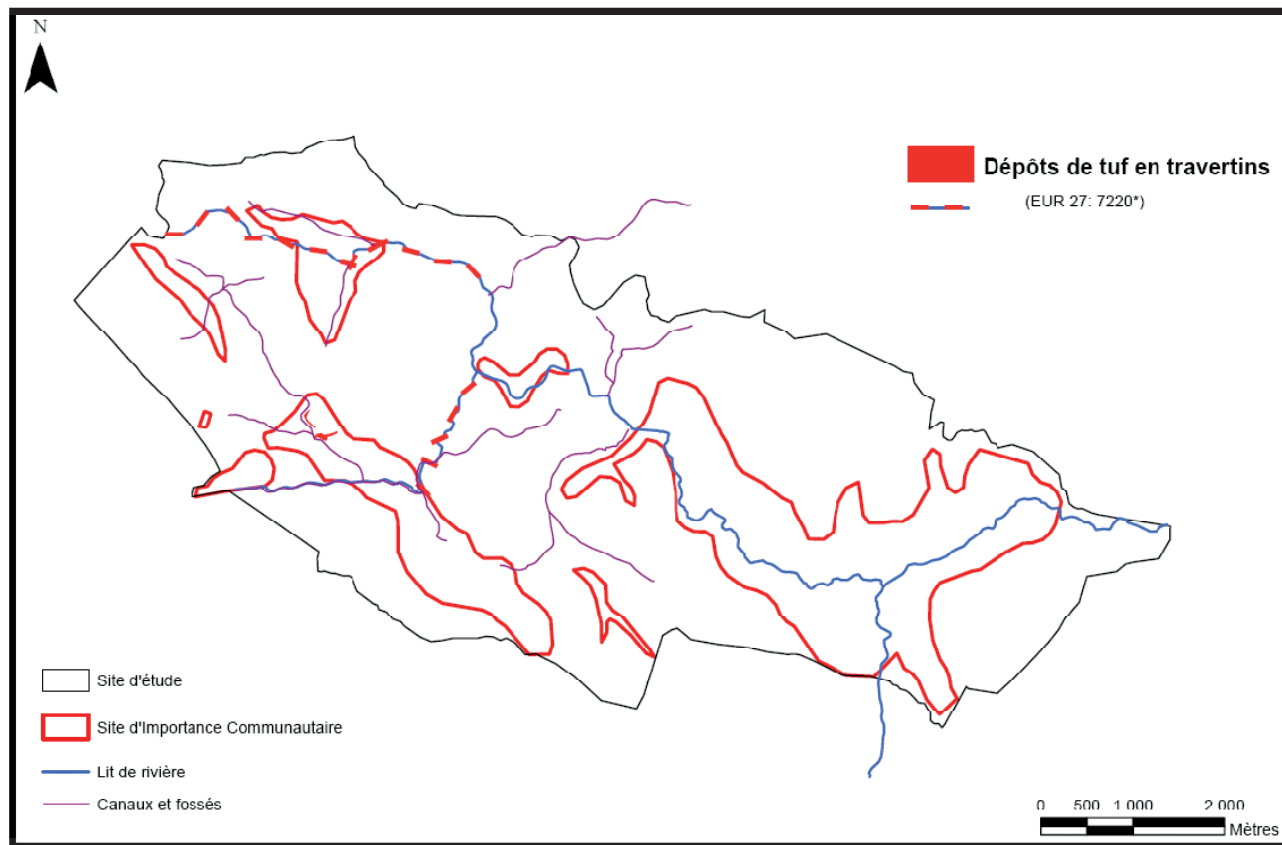 N
Dépôts de tuf en travertins
(EUR 27: 7220*)
Site d'étude
Site d'Importance Communautaire
Lit de rivière
Canaux et fossés
0 500 1 000 2 000
Mètres